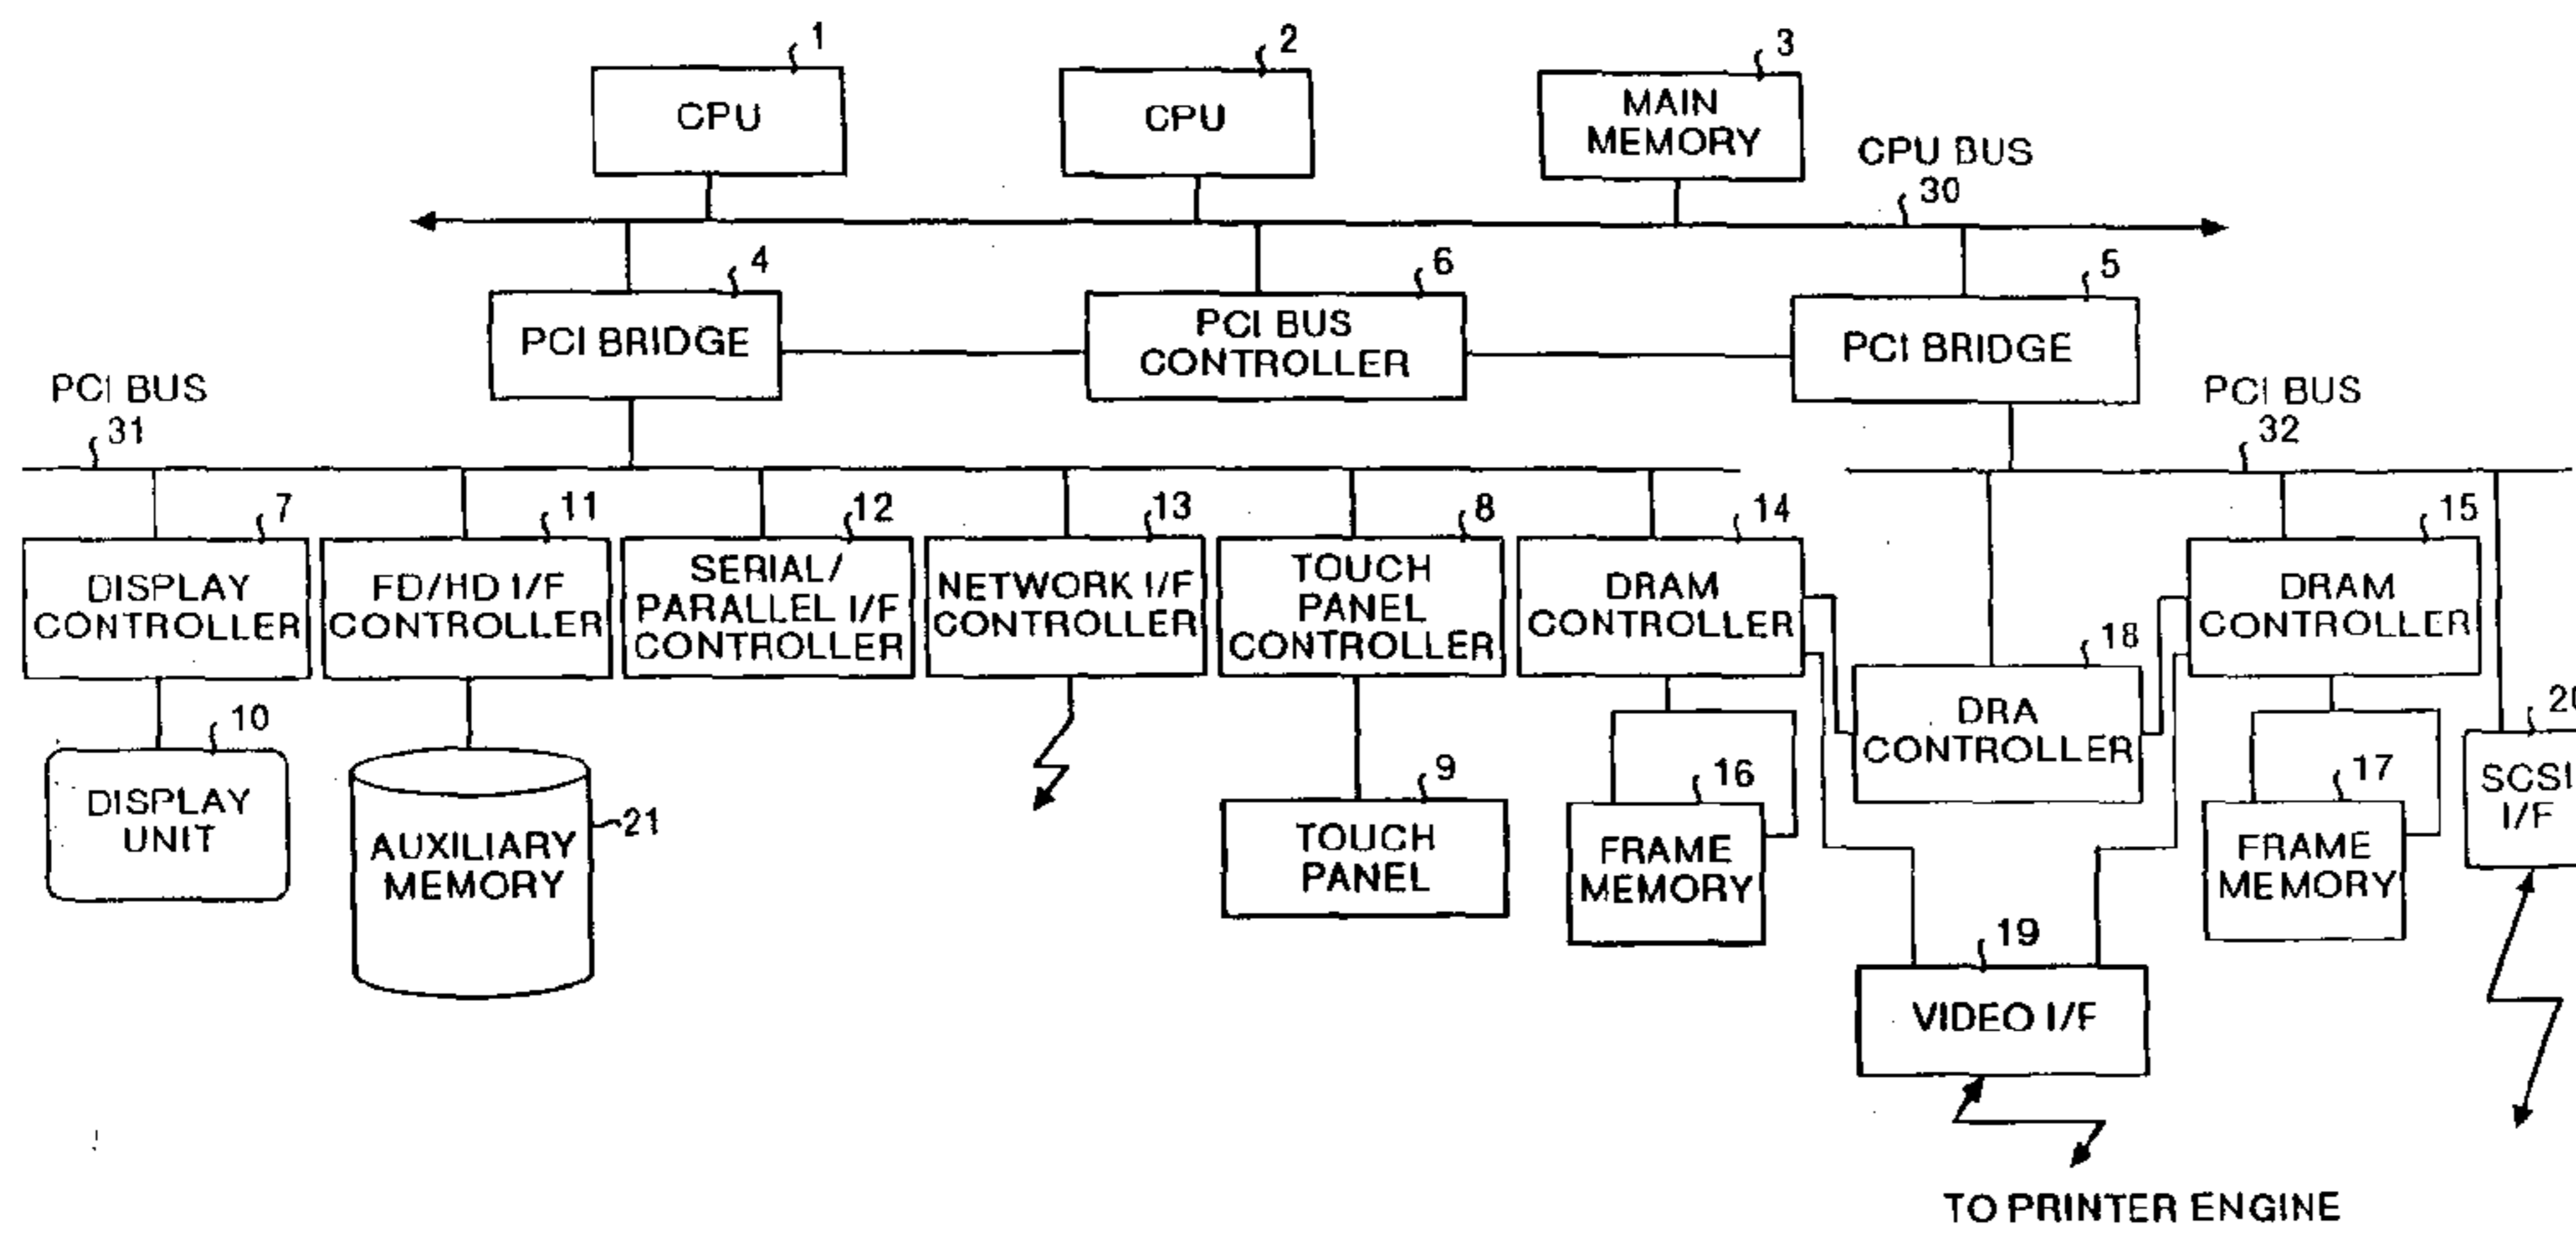 1
CPU
2
CPU
3
MAIN
MEMORY
CPU BUS
30
4
PCI BRIDGE
6
PCI BUS
CONTROLLER
5
PCI BRIDGE
PCI BUS
31
PCI BUS
32
7
DISPLAY
CONTROLLER
11
FD/HD I/F
CONTROLLER
12
SERIAL/
PARALLEL I/F
CONTROLLER
13
NETWORK I/F
CONTROLLER
8
TOUCH
PANEL
CONTROLLER
14
DRAM
CONTROLLER
18
DRA
CONTROLLER
15
DRAM
CONTROLLER
10
DISPLAY
UNIT
21
AUXILIARY
MEMORY
9
TOUCH
PANEL
16
FRAME
MEMORY
17
FRAME
MEMORY
20
SCSI
I/F
19
VIDEO I/F
TO PRINTER ENGINE